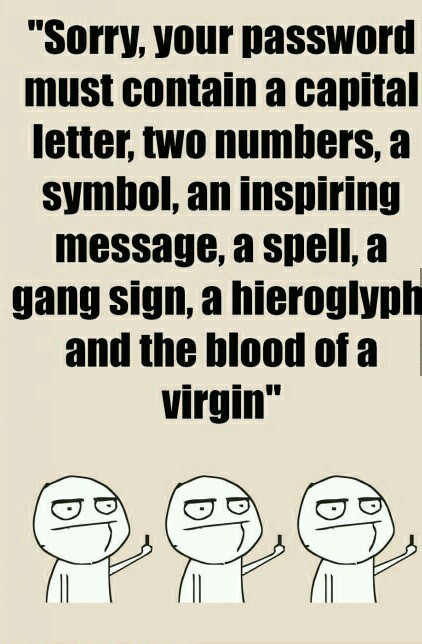 "Sorry, your password
must contain a capital
letter, two numbers, a
symbol, an inspiring
message, a spell, a
gang sign, a hieroglyph
and the blood of a
virgin"